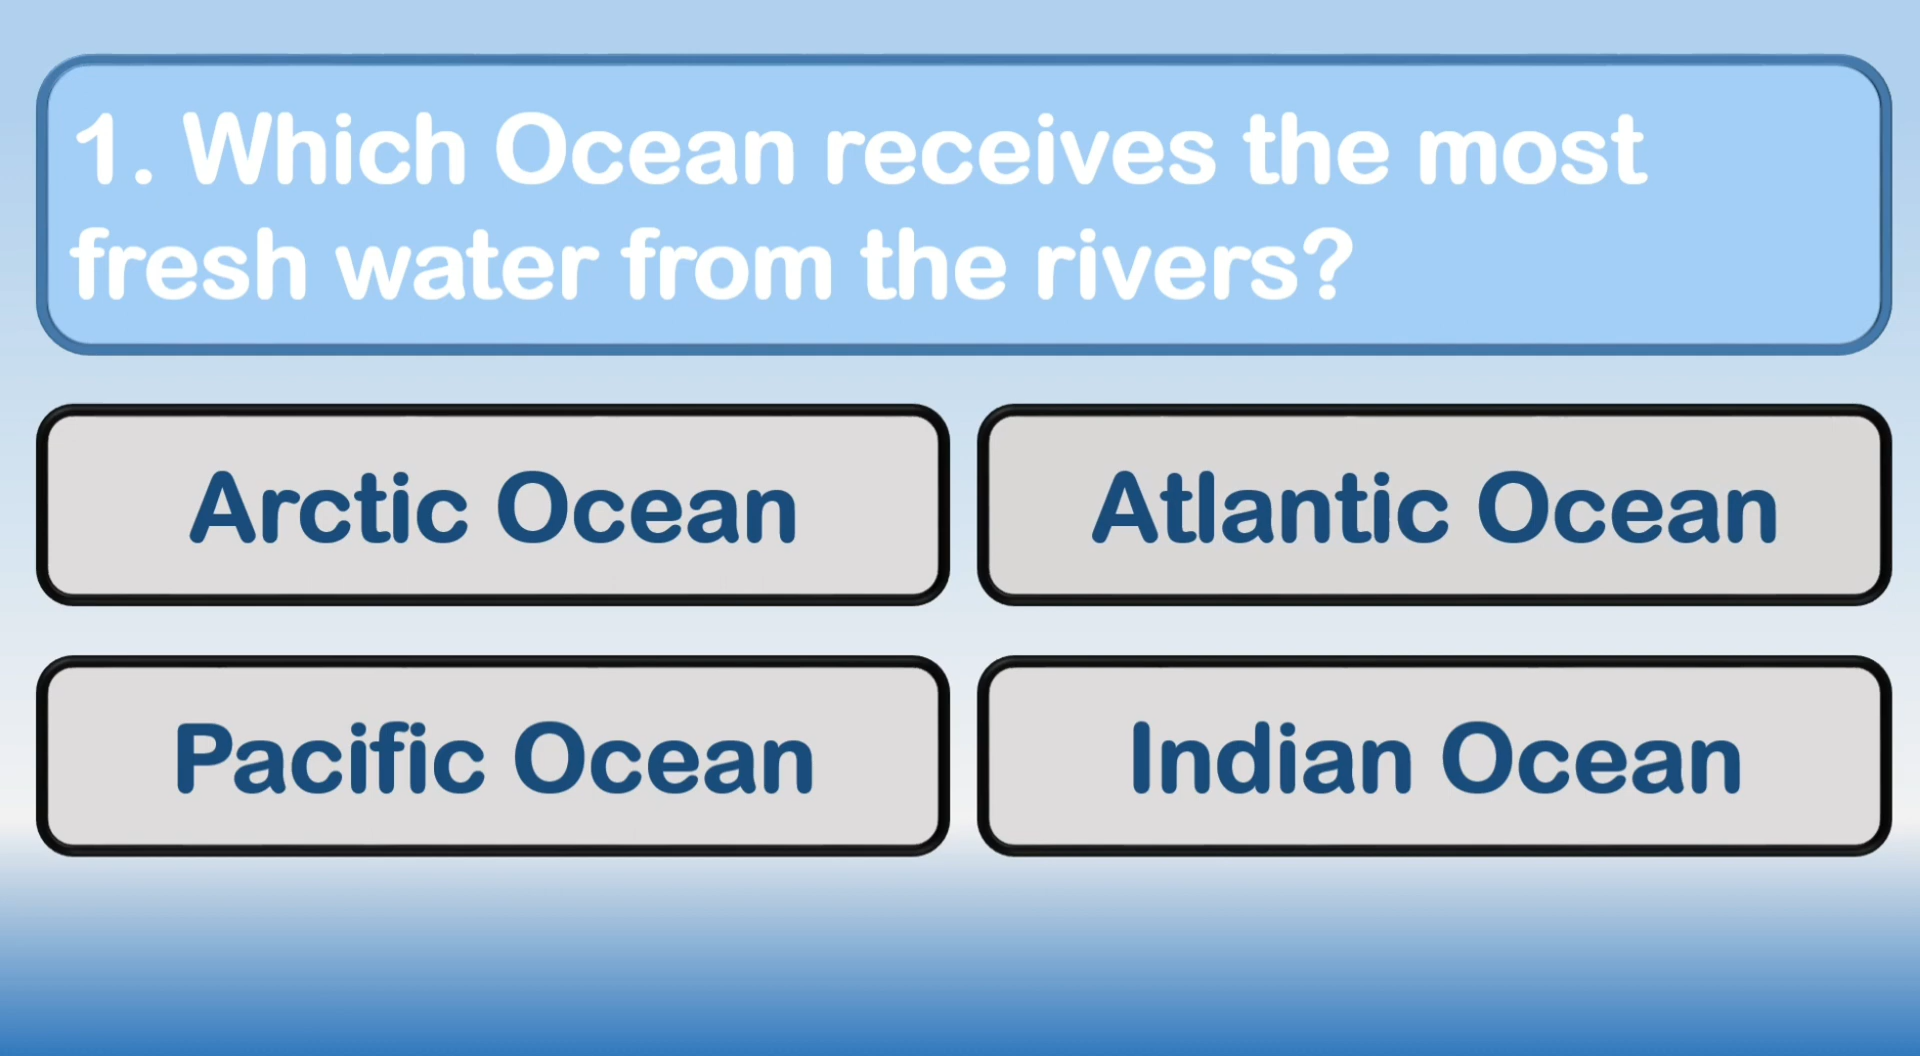 1. Which Ocean receives the most
fresh water from the rivers?
Arctic Ocean
Atlantic Ocean
Pacific Ocean
Indian Ocean